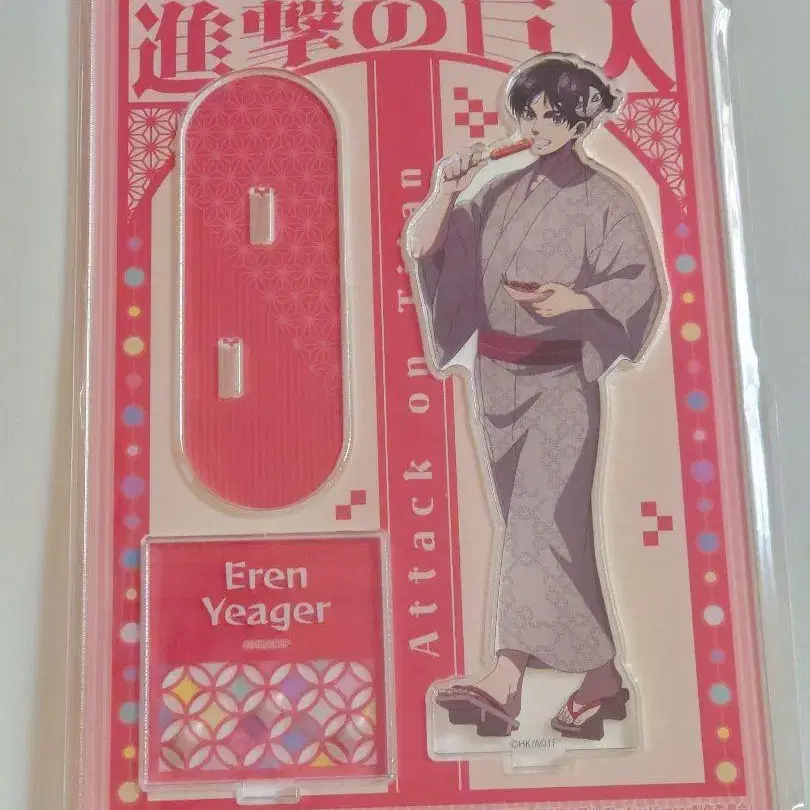 進撃の巨人
Attack on Titan
Eren
Yeager
©HK/AOTF